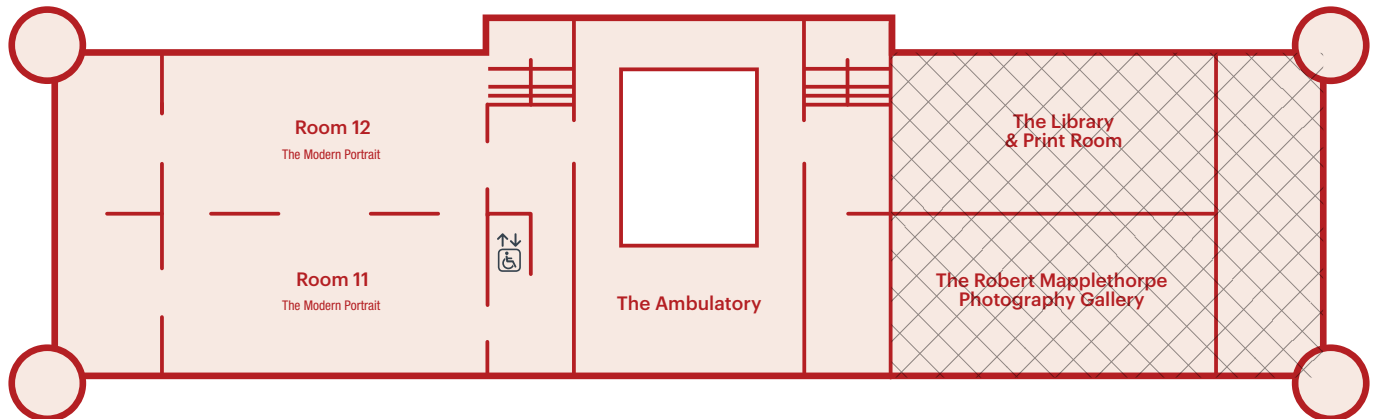 Room 12
The Modern Portrait
The Library
& Print Room
Room 11
The Modern Portrait
The Ambulatory
The Robert Mapplethorpe
Photography Gallery